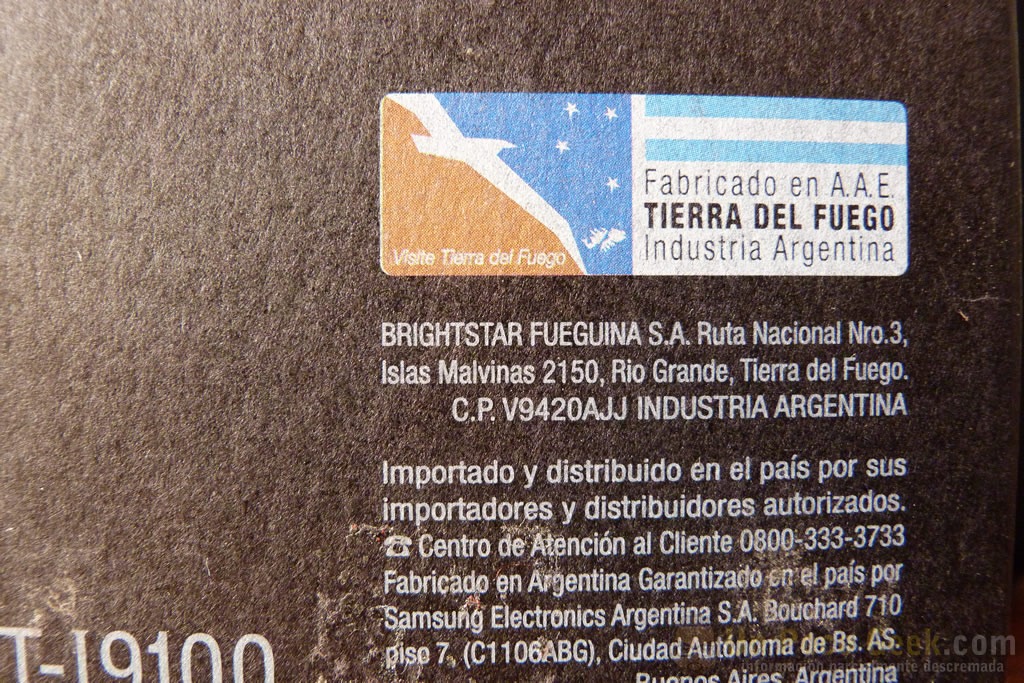 Visite Tierra del Fuego
Fabricado en A.A.E.
TIERRA DEL FUEGO
Industria Argentina
BRIGHTSTAR FUEGUINA S.A. Ruta Nacional Nro.3,
Islas Malvinas 2150, Rio Grande, Tierra del Fuego.
C.P. V9420AJJ INDUSTRIA ARGENTINA
Importado y distribuido en el país por sus
importadores y distribuidores autorizados.
☎ Centro de Atención al Cliente 0800-333-3733
Fabricado en Argentina Garantizado en el país por
Samsung Electronics Argentina S.A. Bouchard 710
piso 7, (C1106ABG), Ciudad Autónoma de Bs. AS.
Buenos Aires, Argentina
T-I9100
información parcialmente descremada